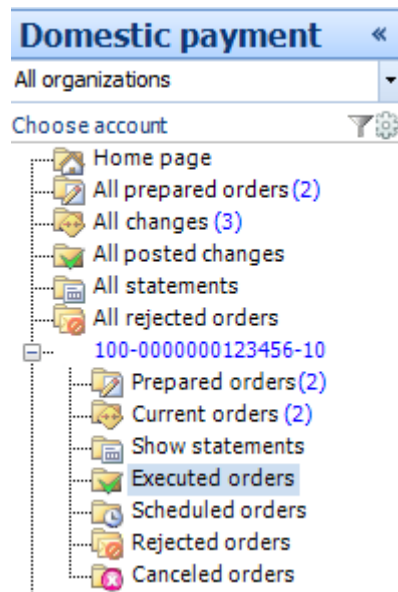 Domestic payment «
All organizations
Choose account
Home page
All prepared orders (2)
All changes (3)
All posted changes
All statements
All rejected orders
100-0000000123456-10
Prepared orders(2)
Current orders (2)
Show statements
Executed orders
Scheduled orders
Rejected orders
Canceled orders